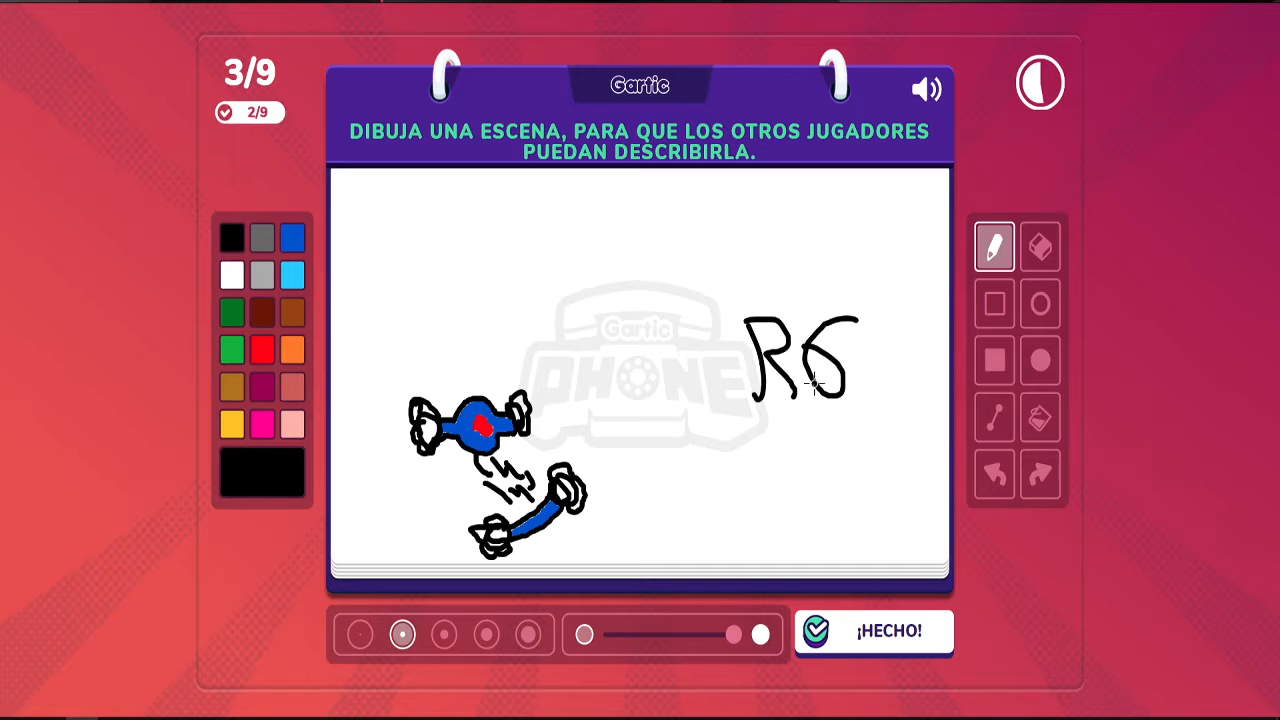 3/9
2/9
Gartic
DIBUJA UNA ESCENA, PARA QUE LOS OTROS JUGADORES
PUEDAN DESCRIBIRLA.
Gartic
PHONE
R6
¡HECHO!